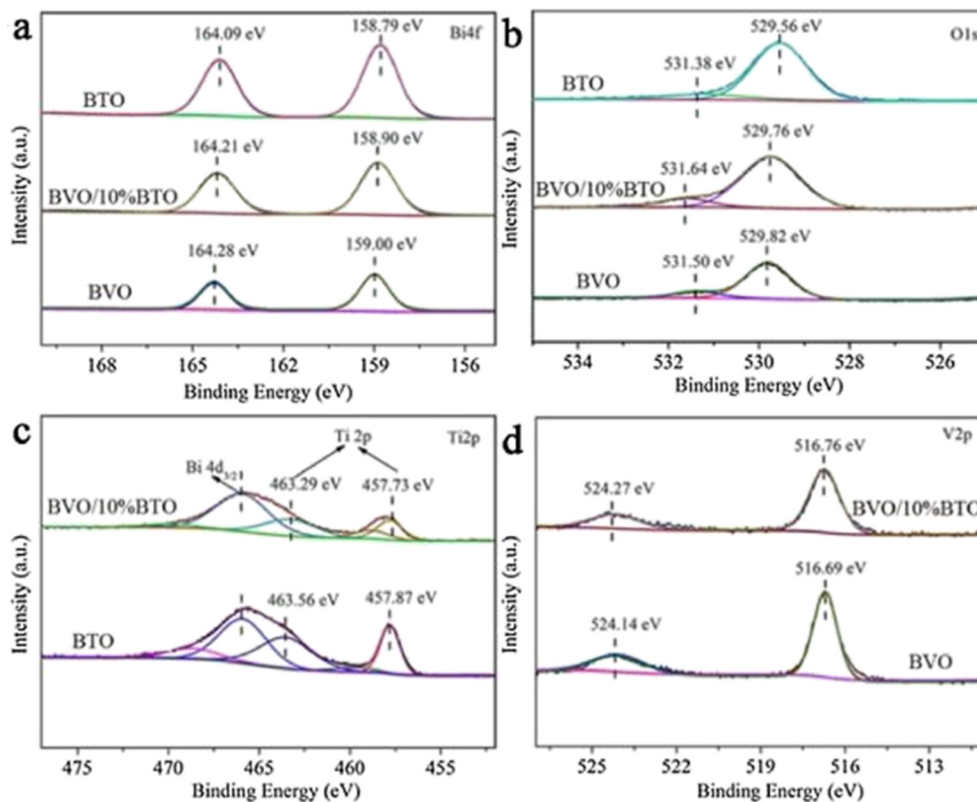 a
Bi4f
164.09 eV
158.79 eV
BTO
164.21 eV
158.90 eV
BVO/10%BTO
164.28 eV
159.00 eV
BVO
Intensity (a.u.)
168 165 162 159 156
Binding Energy (eV)
b
O1s
529.56 eV
531.38 eV
BTO
529.76 eV
531.64 eV
BVO/10%BTO
529.82 eV
531.50 eV
BVO
Intensity (a.u.)
534 532 530 528 526
Binding Energy (eV)
c
Ti2p
Ti 2p
Bi 4d3/2
463.29 eV
457.73 eV
BVO/10%BTO
463.56 eV
457.87 eV
BTO
Intensity (a.u.)
475 470 465 460 455
Binding Energy (eV)
d
V2p
516.76 eV
524.27 eV
BVO/10%BTO
516.69 eV
524.14 eV
BVO
Intensity (a.u.)
525 522 519 516 513
Binding Energy (eV)